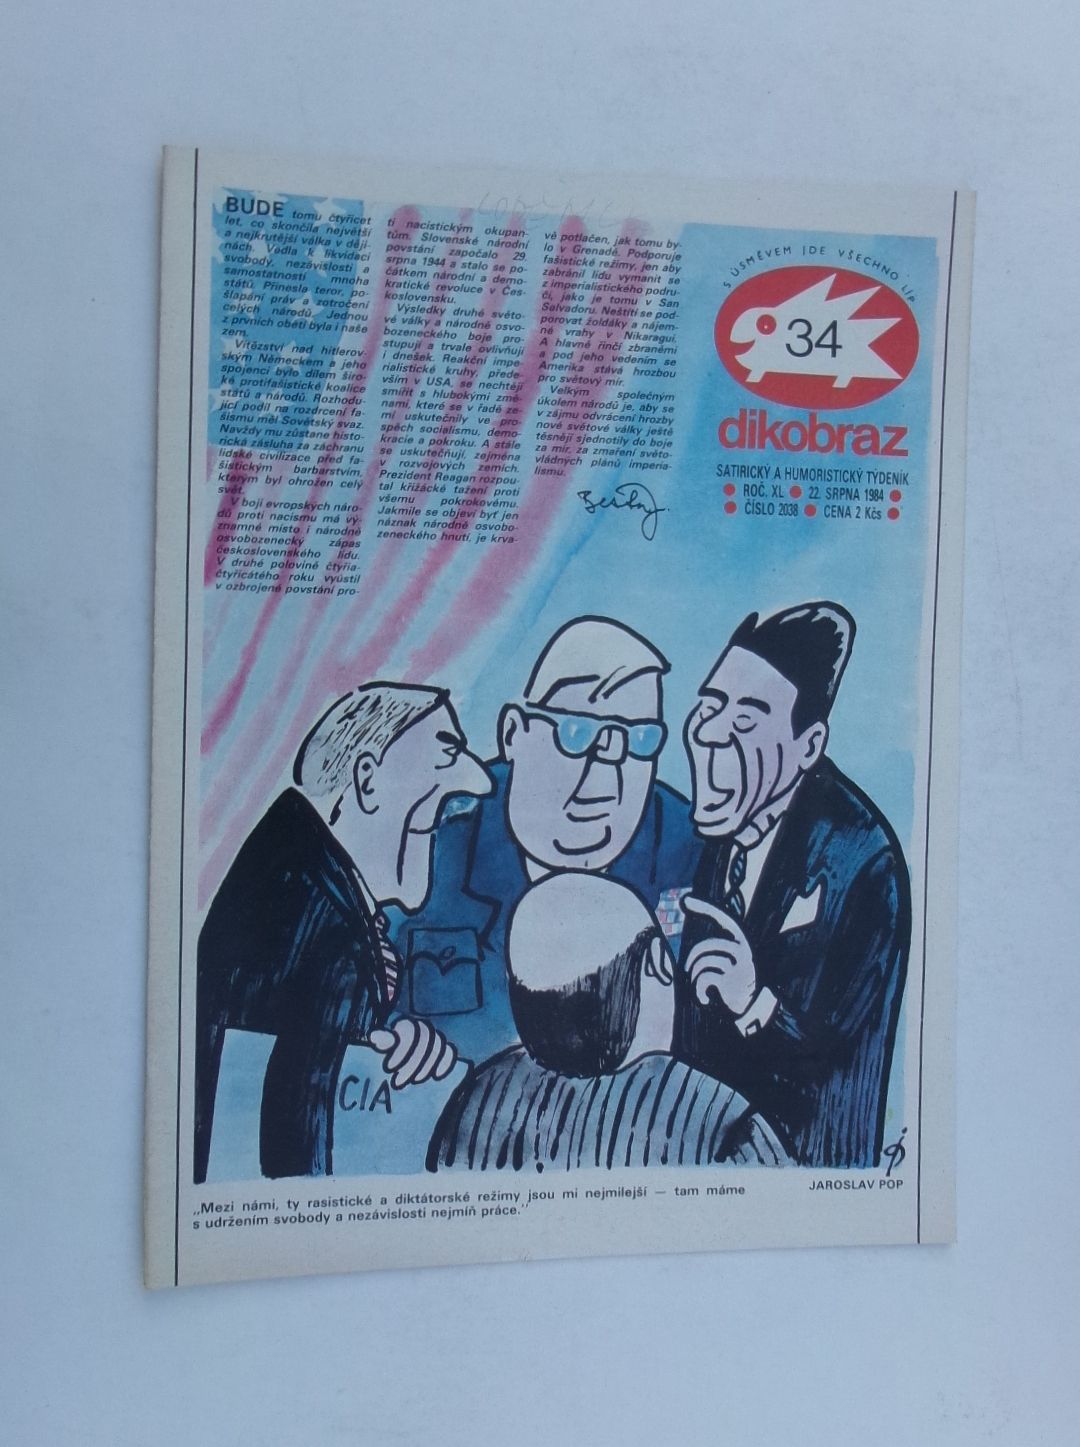 BUDE tomu čtyřicet
let, co skončila největší
a nejkrutější válka v ději-
nách. Vedla k likvidaci
svobody, nezávislosti a
samostatnosti mnoha
států. Přinesla teror, po-
šlapání práv a zotročení
celých národů. Jednou
z prvních obětí byla i naše
zem.
Vítězství nad hitlerov-
ským Německem a jeho
spojenci bylo dílem širo-
ké protifašistické koalice
států a národů. Rozhodu-
jící podíl na rozdrcení fa-
šismu měl Sovětský svaz.
Navždy mu zůstane histo-
rická zásluha za záchranu
lidské civilizace před fa-
šistickým barbarstvím,
kterým byl ohrožen celý
svět.
V boji evropských náro-
dů proti nacismu má vý-
znamné místo i národně
osvobozenecký zápas
československého lidu.
V druhé polovině čtyřia-
čtyřicátého roku vyústil
v ozbrojené povstání pro-
ti nacistickým okupan-
tům. Slovenské národní
povstání započalo 29.
srpna 1944 a stalo se po-
čátkem národní a demo-
kratické revoluce v Čes-
koslovensku.
Výsledky druhé světo-
vé války a národně osvo-
bozeneckého boje pro-
stupují a trvale ovlivňují
i dnešek. Reakční impe-
rialistické kruhy, přede-
vším v USA, se nechtějí
smířit s hlubokými změ-
nami, které se v řadě ze-
mí uskutečnily ve pro-
spěch socialismu, demo-
kracie a pokroku. A stále
se uskutečňují, zejména
v rozvojových zemích.
Prezident Reagan rozpou-
tal křižácké tažení proti
všemu pokrokovému.
Jakmile se objeví byť jen
náznak národně osvobo-
zeneckého hnutí, je krva-
vě potlačen, jak tomu by-
lo v Grenadě. Podporuje
fašistické režimy, jen aby
zabránil lidu vymanit se
z imperialistického podru-
čí, jako je tomu v San
Salvadoru. Neštítí se pod-
porovat žoldáky a nájem-
né vrahy v Nikaragui.
A hlavně řinčí zbraněmi
a pod jeho vedením se
Amerika stává hrozbou
pro světový mír.
Velkým společným
úkolem národů je, aby se
v zájmu odvrácení hrozby
nové světové války ještě
těsněji sjednotily do boje
za mír, za zmaření světo-
vládných plánů imperia-
lismu.
S ÚSMĚVEM JDE VŠECHNO LÍP
34
dikobraz
SATIRICKÝ A HUMORISTICKÝ TÝDENÍK
● ROČ. XL ● 22. SRPNA 1984 ●
● ČÍSLO 2038 ● CENA 2 Kčs ●
CIA
JAROSLAV POP
„Mezi námi, ty rasistické a diktátorské režimy jsou mi nejmilejší — tam máme
s udržením svobody a nezávislosti nejmíň práce."